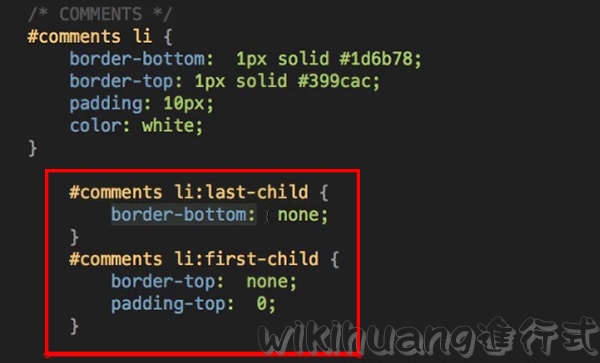 /* COMMENTS */
#comments li {
border-bottom:  1px solid #1d6b78;
border-top: 1px solid #399cac;
padding: 10px;
color: white;
}
#comments li:last-child {
border-bottom:  none;
}
#comments li:first-child {
border-top:  none;
padding-top:  0;
}
wikihuang進行式